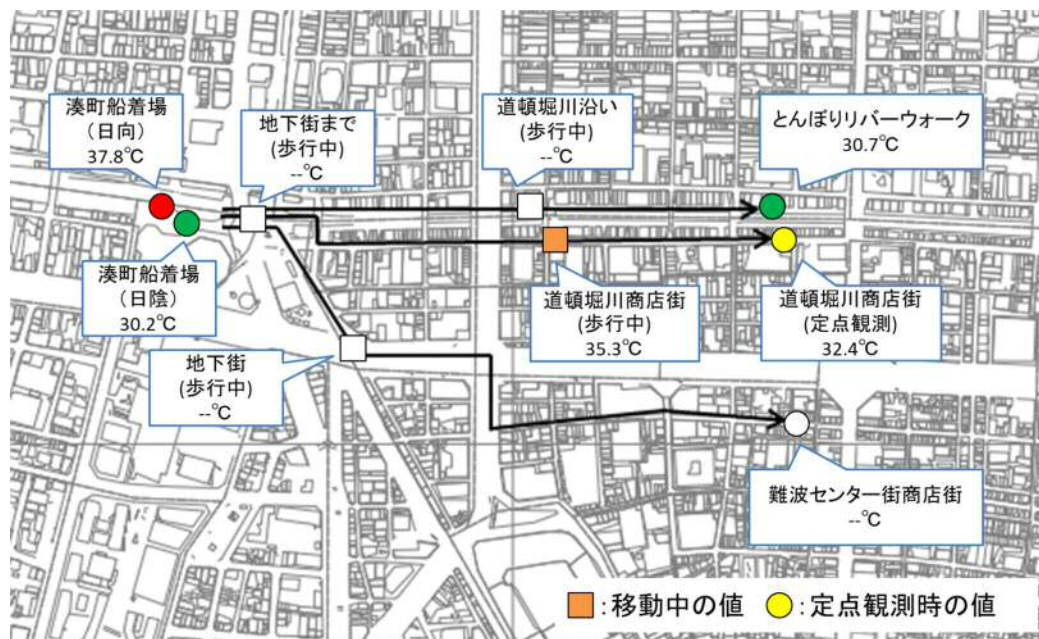 湊町船着場
（日向）
37.8℃
地下街まで
(歩行中)
--℃
道頓堀川沿い
(歩行中)
--℃
とんぼりリバーウォーク
30.7℃
湊町船着場
（日陰）
30.2℃
道頓堀川商店街
(歩行中)
35.3℃
道頓堀川商店街
(定点観測)
32.4℃
地下街
(歩行中)
--℃
難波センター街商店街
--℃
：移動中の値 ：定点観測時の値